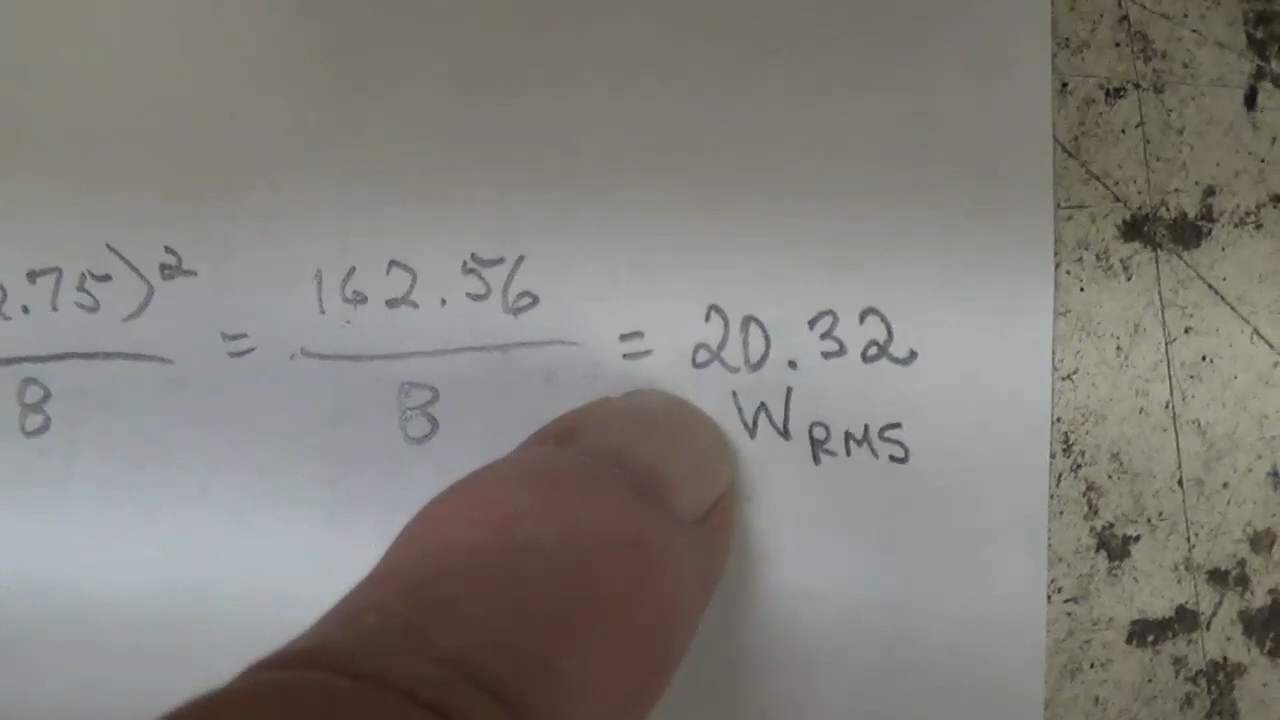 .75)² = 162.56 = 20.32
8 8 W RMS